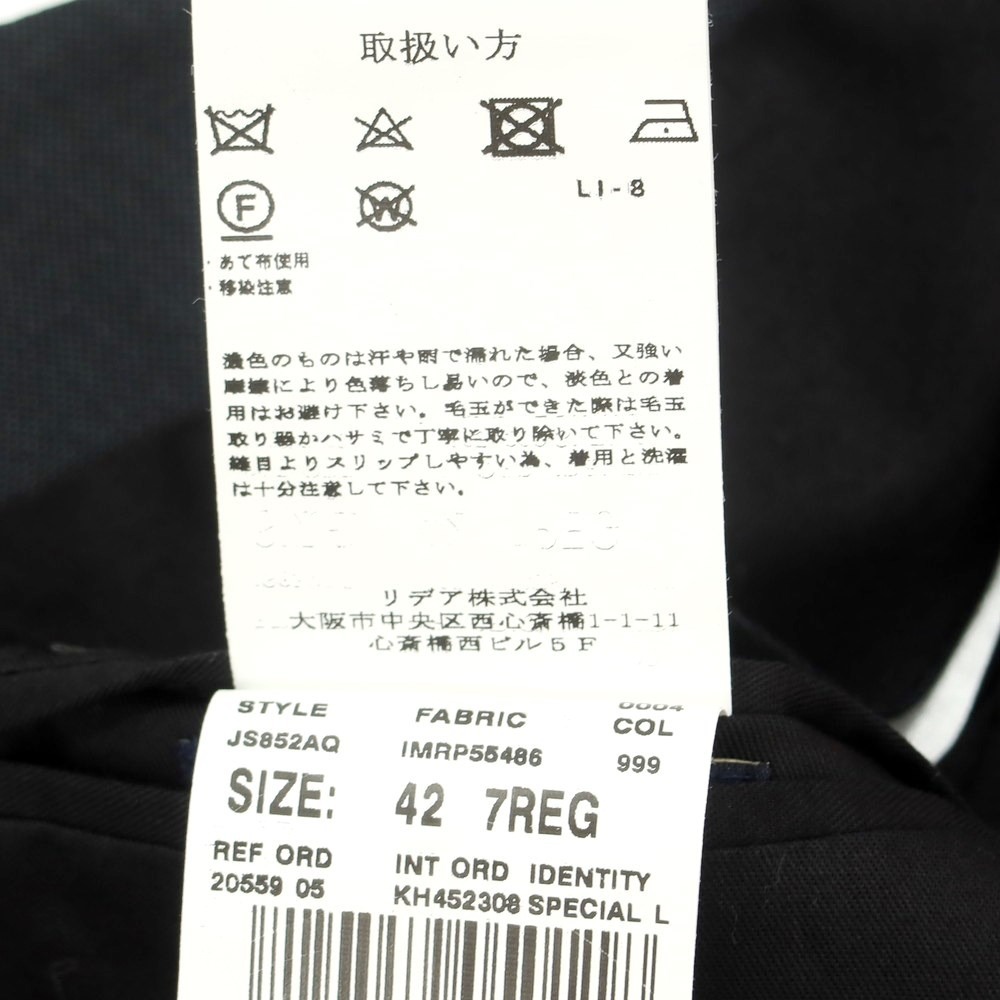 取扱い方
F
W
LI-8
・あて布使用
・移染注意
濃色のものは汗や雨で濡れた場合、又強い
摩擦により色落ちし易いので、淡色との着
用はお避け下さい。毛玉ができた際は毛玉
取り器かハサミで丁寧に取り除いて下さい。
縫目よりスリップしやすい為、着用と洗濯
は十分注意して下さい。
リデア株式会社
大阪市中央区西心斎橋1-1-11
心斎橋西ビル5F
STYLE FABRIC COL
JS852AQ IMRP55486 999
SIZE: 42 7REG
REF ORD INT ORD IDENTITY
20559 05 KH452308 SPECIAL L